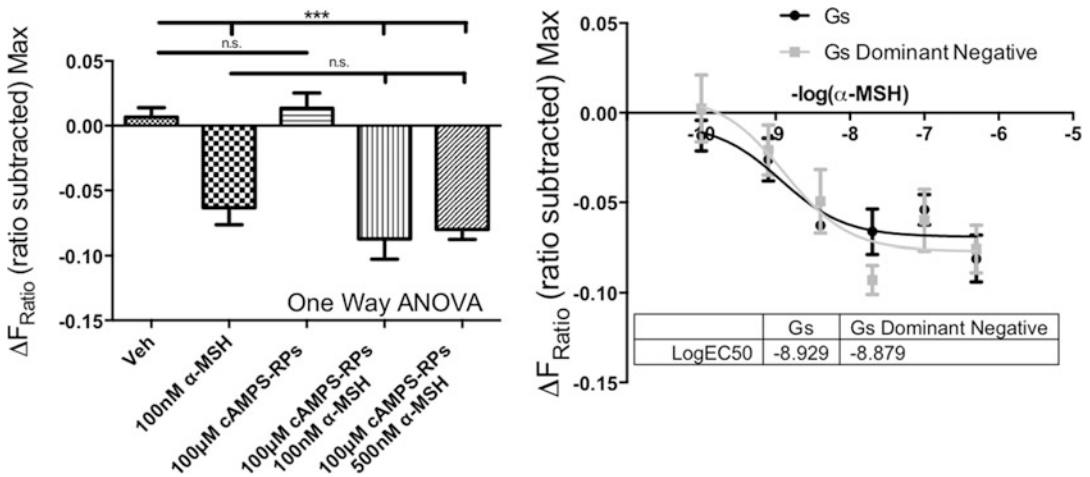 ***
n.s.
n.s.
ΔF_Ratio (ratio subtracted) Max
0.05
0.00
-0.05
-0.10
-0.15
One Way ANOVA
Veh
100nM α-MSH
100μM cAMPS-RPs
100μM cAMPS-RPs
100nM α-MSH
100μM cAMPS-RPs
500nM α-MSH
Gs
Gs Dominant Negative
ΔF_Ratio (ratio subtracted) Max
0.05
0.00
-0.05
-0.10
-0.15
-log(α-MSH)
-10 -9 -8 -7 -6 -5
Gs Gs Dominant Negative
LogEC50 -8.929 -8.879